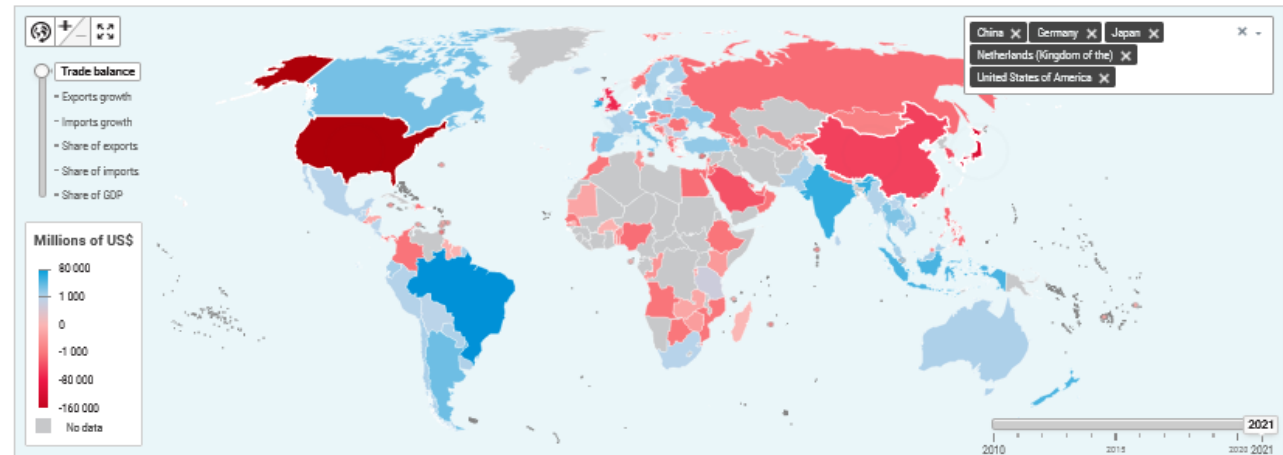 Trade balance
Exports growth
Imports growth
Share of exports
Share of imports
Share of GDP
Millions of US$
80 000
1 000
0
-1 000
-80 000
-160 000
No data
China × Germany × Japan ×
Netherlands (Kingdom of the) ×
United States of America ×
2021
2010 2015 2020 2021